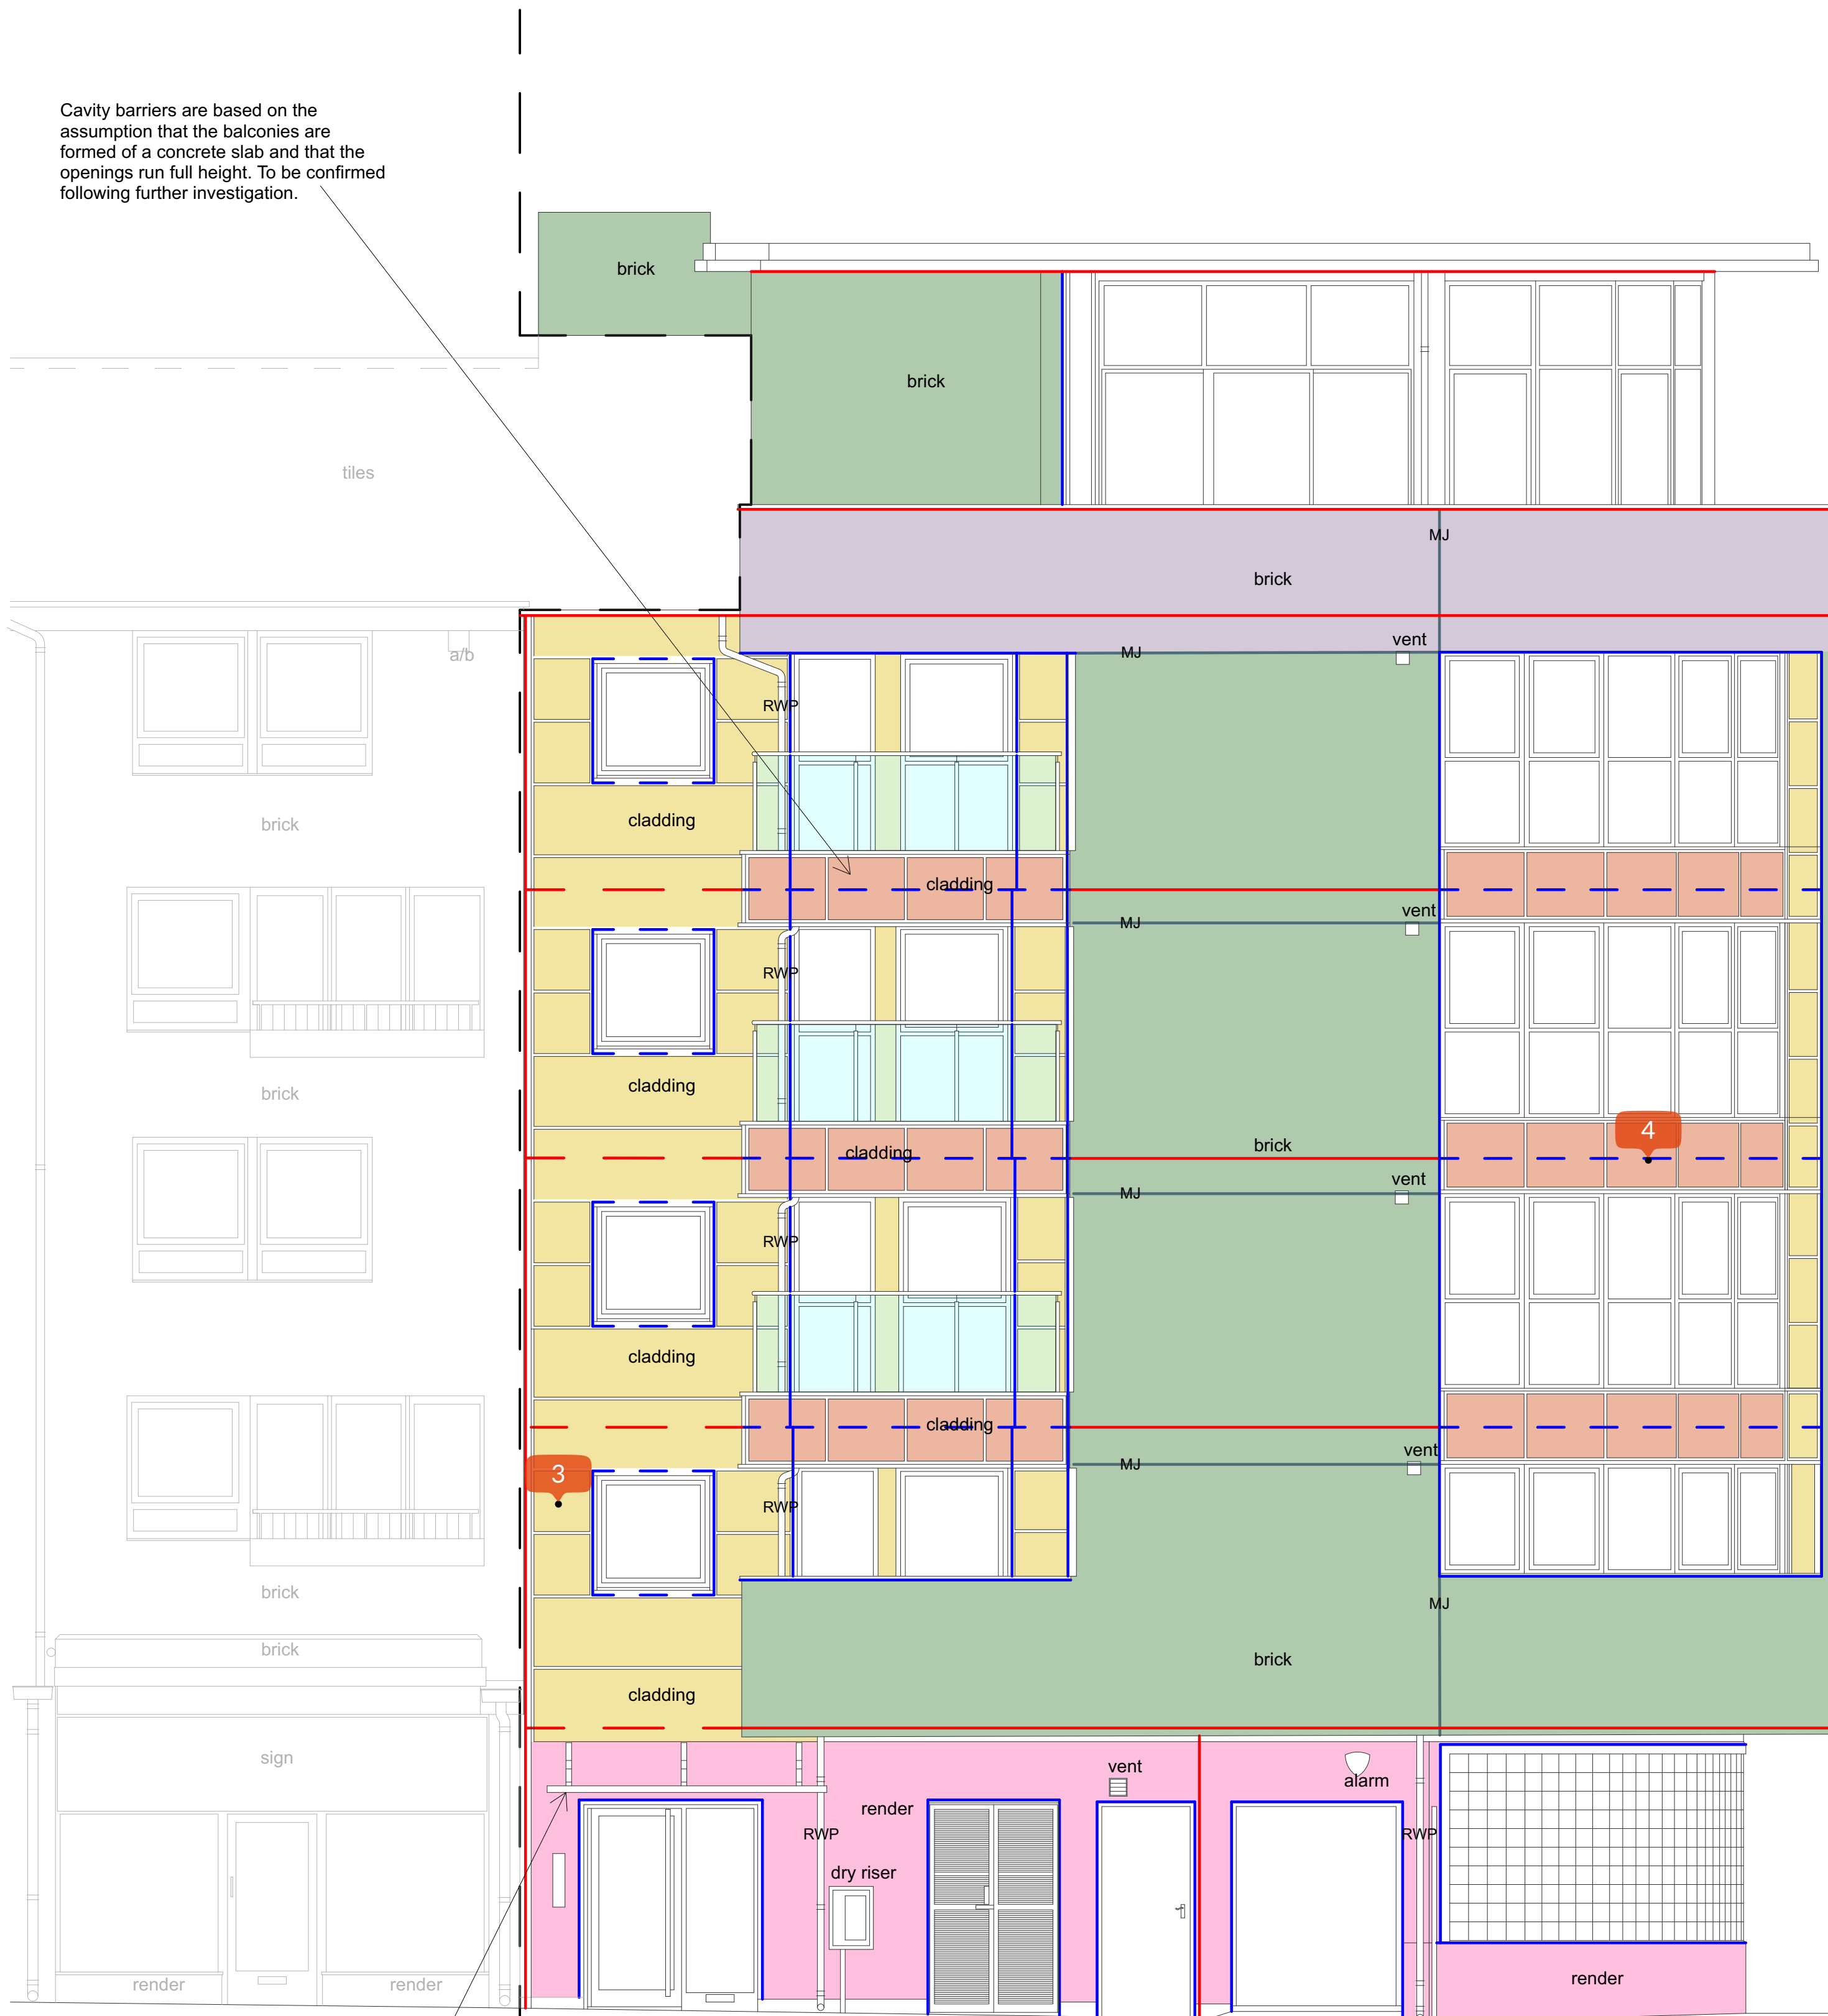 Cavity barriers are based on the
assumption that the balconies are
formed of a concrete slab and that the
openings run full height. To be confirmed
following further investigation.
brick
brick
tiles
MJ
brick
vent
MJ
a/b
RWP
cladding
brick
cladding
vent
MJ
RWP
cladding
brick
4
brick
cladding
vent
MJ
RWP
cladding
cladding
vent
MJ
3
RWP
brick
MJ
brick
brick
cladding
sign
vent
alarm
render
RWP
RWP
dry riser
render
render
render